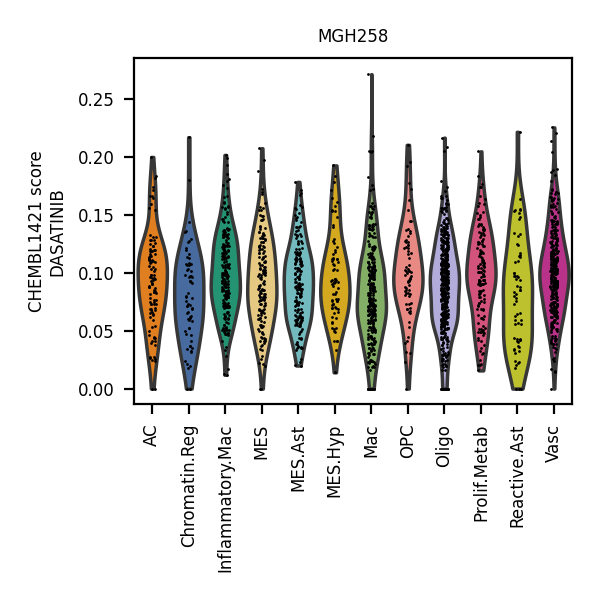 MGH258
CHEMBL1421 score
DASATINIB
0.25
0.20
0.15
0.10
0.05
0.00
AC
Chromatin.Reg
Inflammatory.Mac
MES
MES.Ast
MES.Hyp
Mac
OPC
Oligo
Prolif.Metab
Reactive.Ast
Vasc